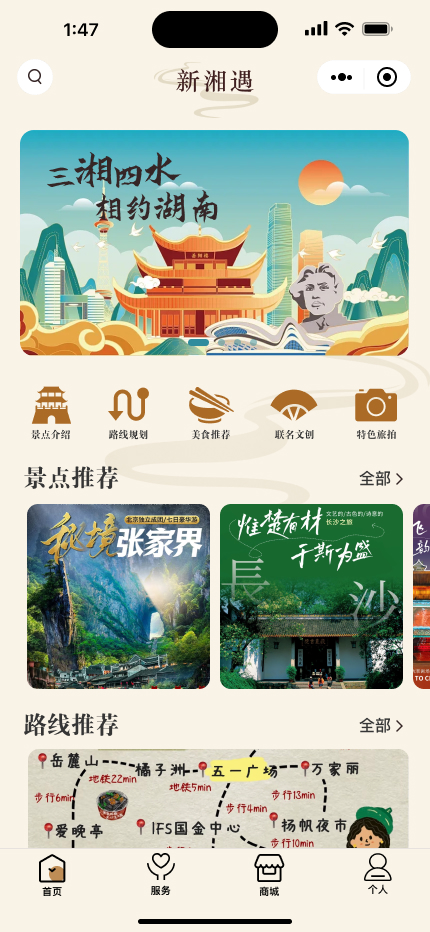 1:47
新湘遇
三湘四水
相约湖南
景点介绍
路线规划
美食推荐
联名文创
特色旅拍
景点推荐
全部
北京独立成团/七日豪华游
秘境张家界
惟楚有材
文艺的/古色的/诗意的
长沙之旅
于斯为盛
長
沙
飞
韵
TO C
路线推荐
全部
岳麓山
橘子洲
五一广场
万家丽
地铁22min
地铁5min
步行6min
步行4min
步行13min
爱晚亭
IFS国金中心
扬帆夜市
步行10min
首页
服务
商城
个人